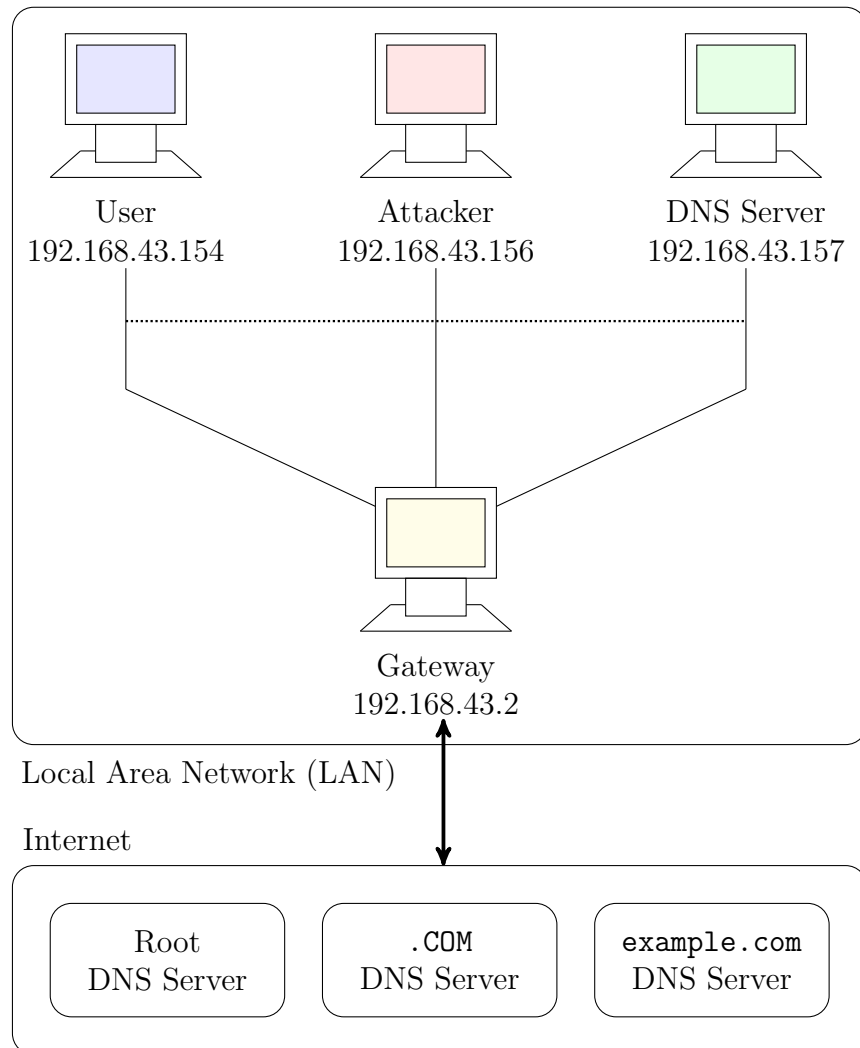 User
192.168.43.154
Attacker
192.168.43.156
DNS Server
192.168.43.157
Gateway
192.168.43.2
Local Area Network (LAN)
Internet
Root
DNS Server
.COM
DNS Server
example.com
DNS Server